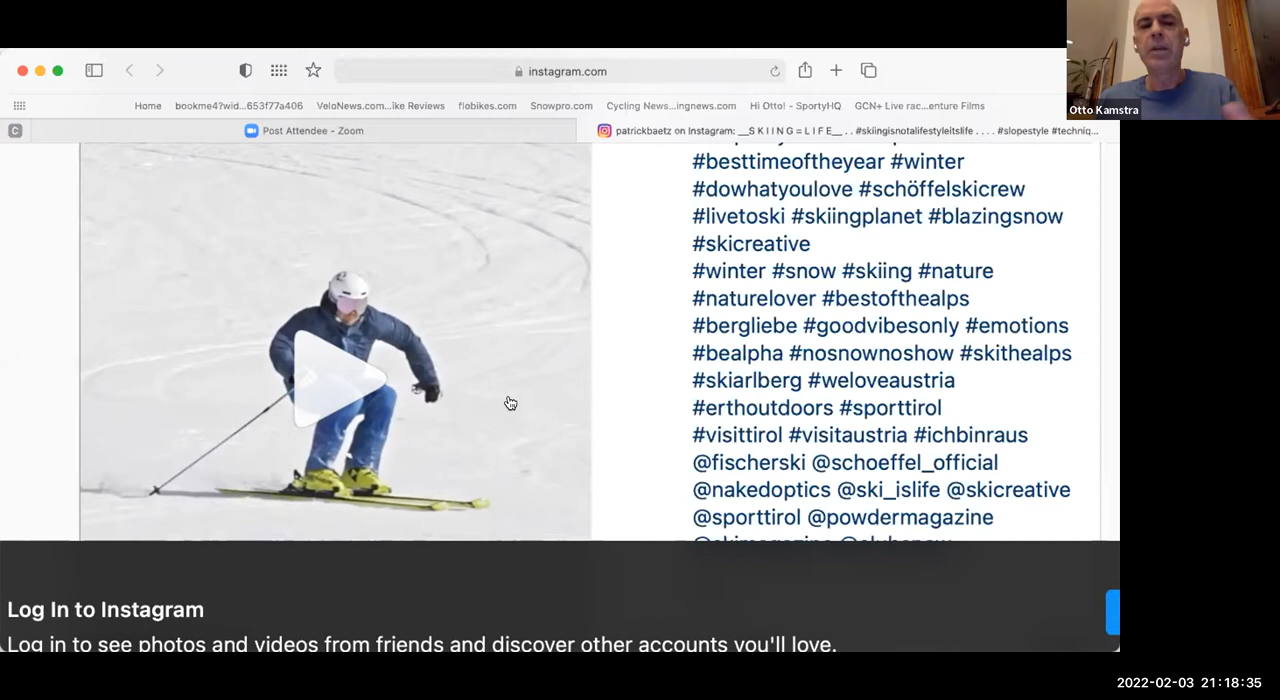 instagram.com
Home bookme4?wid...653f77a406 VeloNews.com...ike Reviews flobikes.com Snowpro.com Cycling News...ingnews.com Hi Otto! - SportyHQ GCN+ Live rac...enture Films
C Post Attendee - Zoom patrickbaetz on Instagram: __S K I I N G = L I F E__ . . #skiingisnotalifestyleitslife . . . . #slopestyle #techniq...
Otto Kamstra
#besttimeoftheyear #winter
#dowhatyoulove #schöffelskicrew
#livetoski #skiingplanet #blazingsnow
#skicreative
#winter #snow #skiing #nature
#naturelover #bestofthealps
#bergliebe #goodvibesonly #emotions
#bealpha #nosnownoshow #skithealps
#skiarlberg #weloveaustria
#erthoutdoors #sporttirol
#visittirol #visitaustria #ichbinraus
@fischerski @schoeffel_official
@nakedoptics @ski_islife @skicreative
@sporttirol @powdermagazine
Log In to Instagram
Log in to see photos and videos from friends and discover other accounts you'll love.
2022-02-03 21:18:35